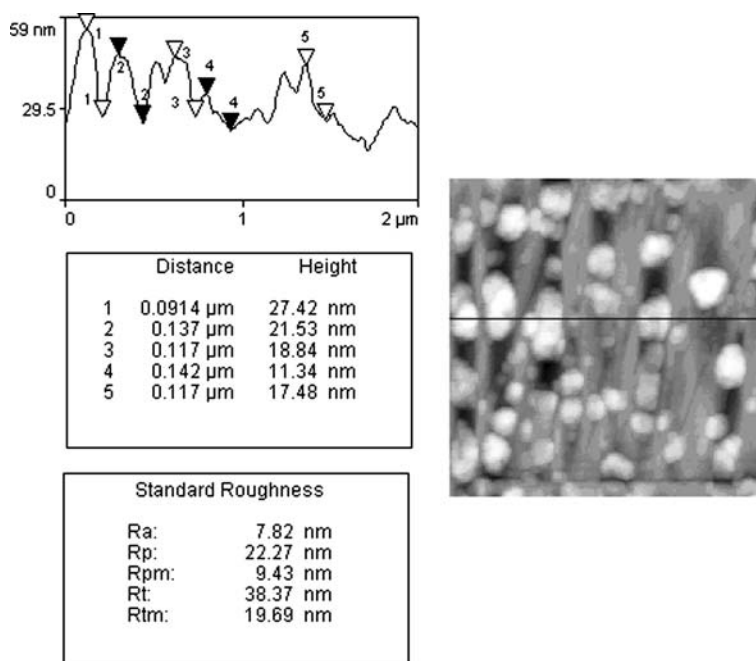 59 nm
1
2
3
4
5
29.5
1
2
3
4
5
0
0
1
2 µm
Distance Height
1 0.0914 µm 27.42 nm
2 0.137 µm 21.53 nm
3 0.117 µm 18.84 nm
4 0.142 µm 11.34 nm
5 0.117 µm 17.48 nm
Standard Roughness
Ra: 7.82 nm
Rp: 22.27 nm
Rpm: 9.43 nm
Rt: 38.37 nm
Rtm: 19.69 nm